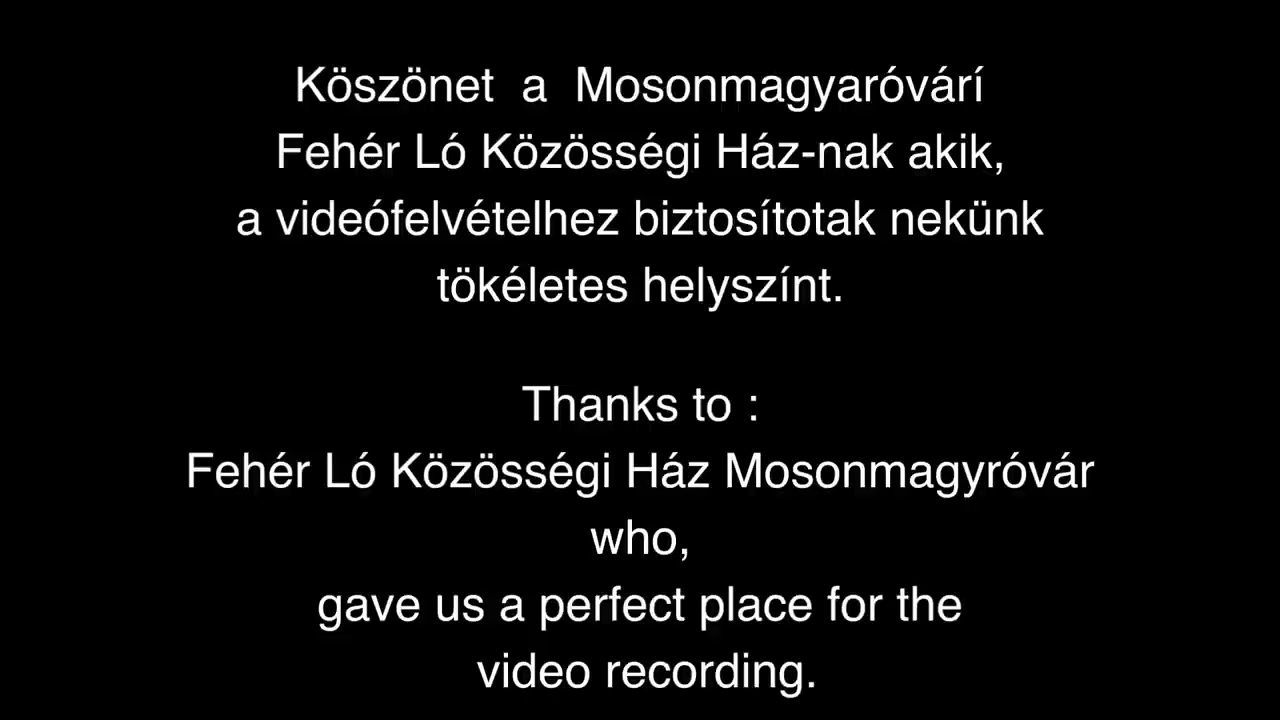 Köszönet a Mosonmagyaróvárí
Fehér Ló Közösségi Ház-nak akik,
a videófelvételhez biztosítotak nekünk
tökéletes helyszínt.
Thanks to :
Fehér Ló Közösségi Ház Mosonmagyróvár
who,
gave us a perfect place for the
video recording.